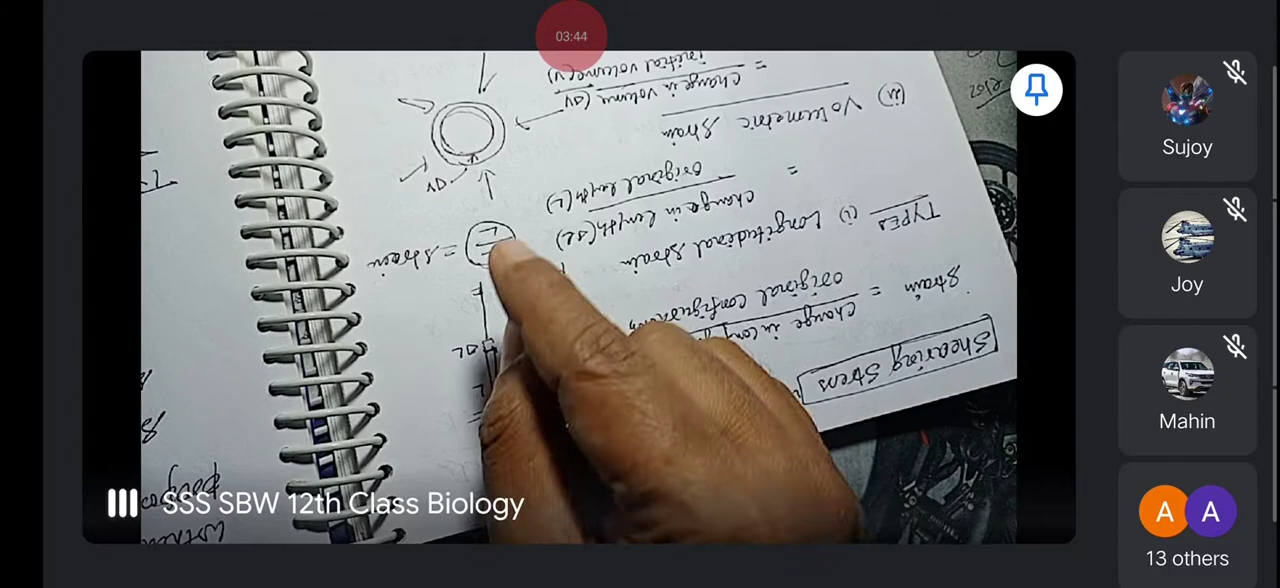 03:44
Shearing Stress
Strain = change in
original configuration
TYPES (i) Longitudinal Strain
= change in length (ΔL)
original length (L)
(ii) Volumetric Strain
= change in volume (ΔV
initial volume (V)
ΔV
V
L
= Strain
ΔL
L
SSS SBW 12th Class Biology
Sujoy
Joy
Mahin
A
A
13 others